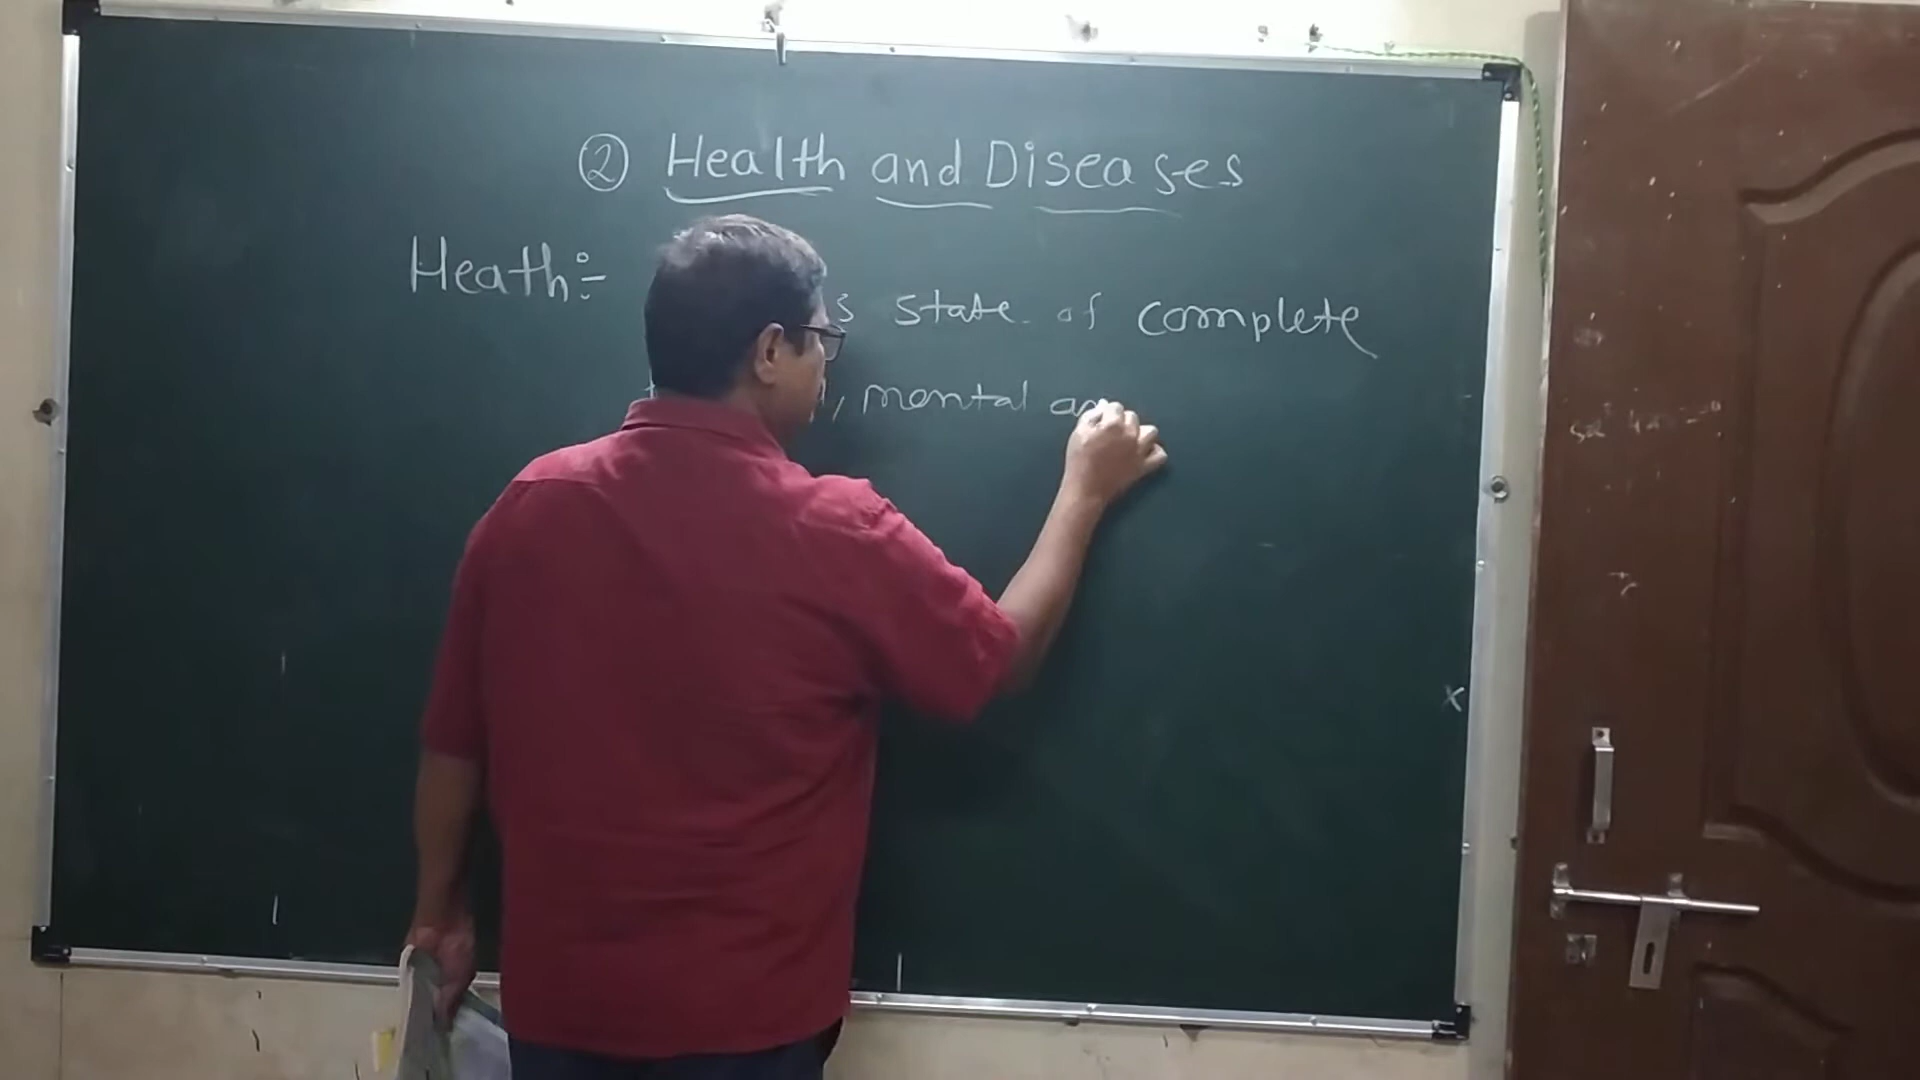 ② Health and Diseases
Heath:-
state of complete
, mental
x